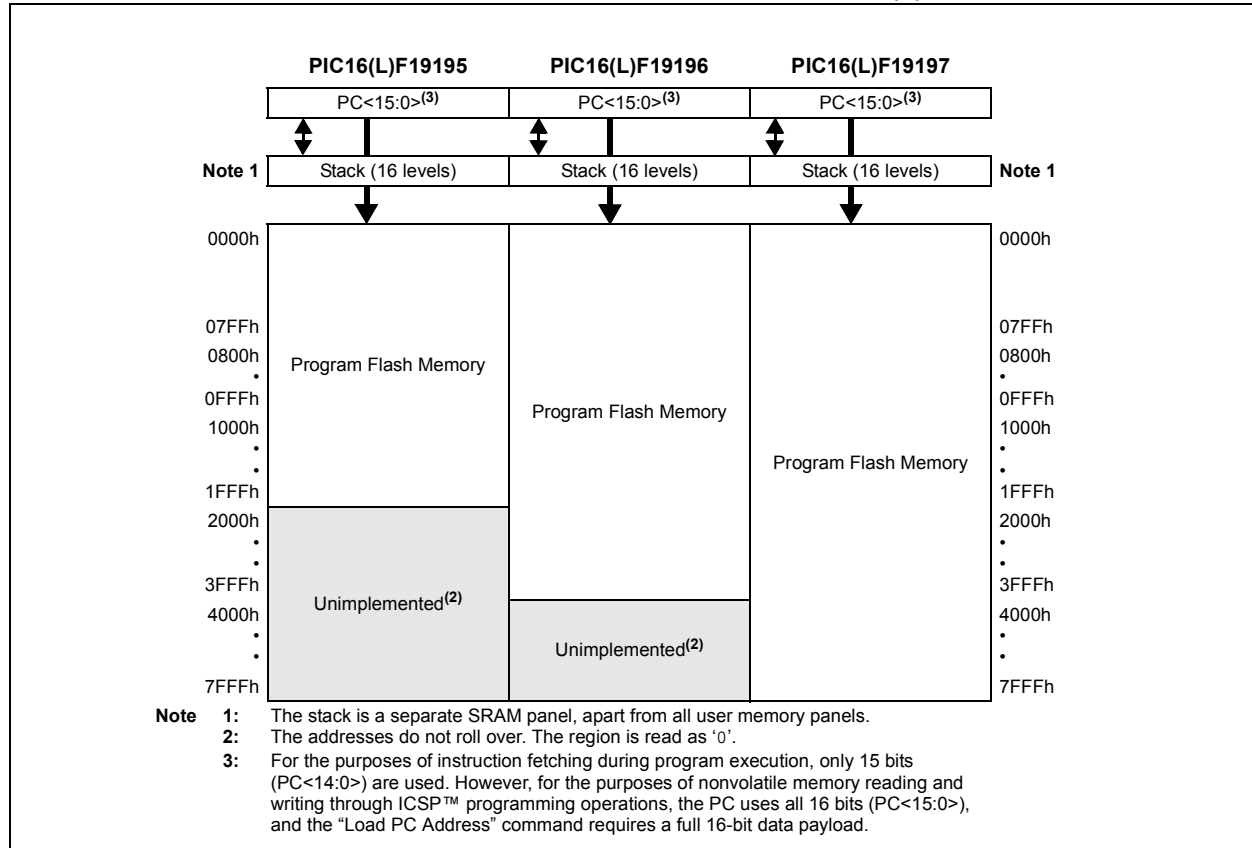 PIC16(L)F19195 PIC16(L)F19196 PIC16(L)F19197
PC<15:0>(3) PC<15:0>(3) PC<15:0>(3)
Note 1 Stack (16 levels) Stack (16 levels) Stack (16 levels) Note 1
0000h 0000h
07FFh 07FFh
0800h Program Flash Memory 0800h
•  •
0FFFh 0FFFh
Program Flash Memory
1000h 1000h
•  •
•  Program Flash Memory •
1FFFh 1FFFh
2000h 2000h
•  •
•  •
3FFFh 3FFFh
Unimplemented(2)
4000h 4000h
•  •
•  Unimplemented(2) •
7FFFh 7FFFh
Note 1: The stack is a separate SRAM panel, apart from all user memory panels.
2: The addresses do not roll over. The region is read as ‘0’.
3: For the purposes of instruction fetching during program execution, only 15 bits
(PC<14:0>) are used. However, for the purposes of nonvolatile memory reading and
writing through ICSP™ programming operations, the PC uses all 16 bits (PC<15:0>),
and the “Load PC Address” command requires a full 16-bit data payload.